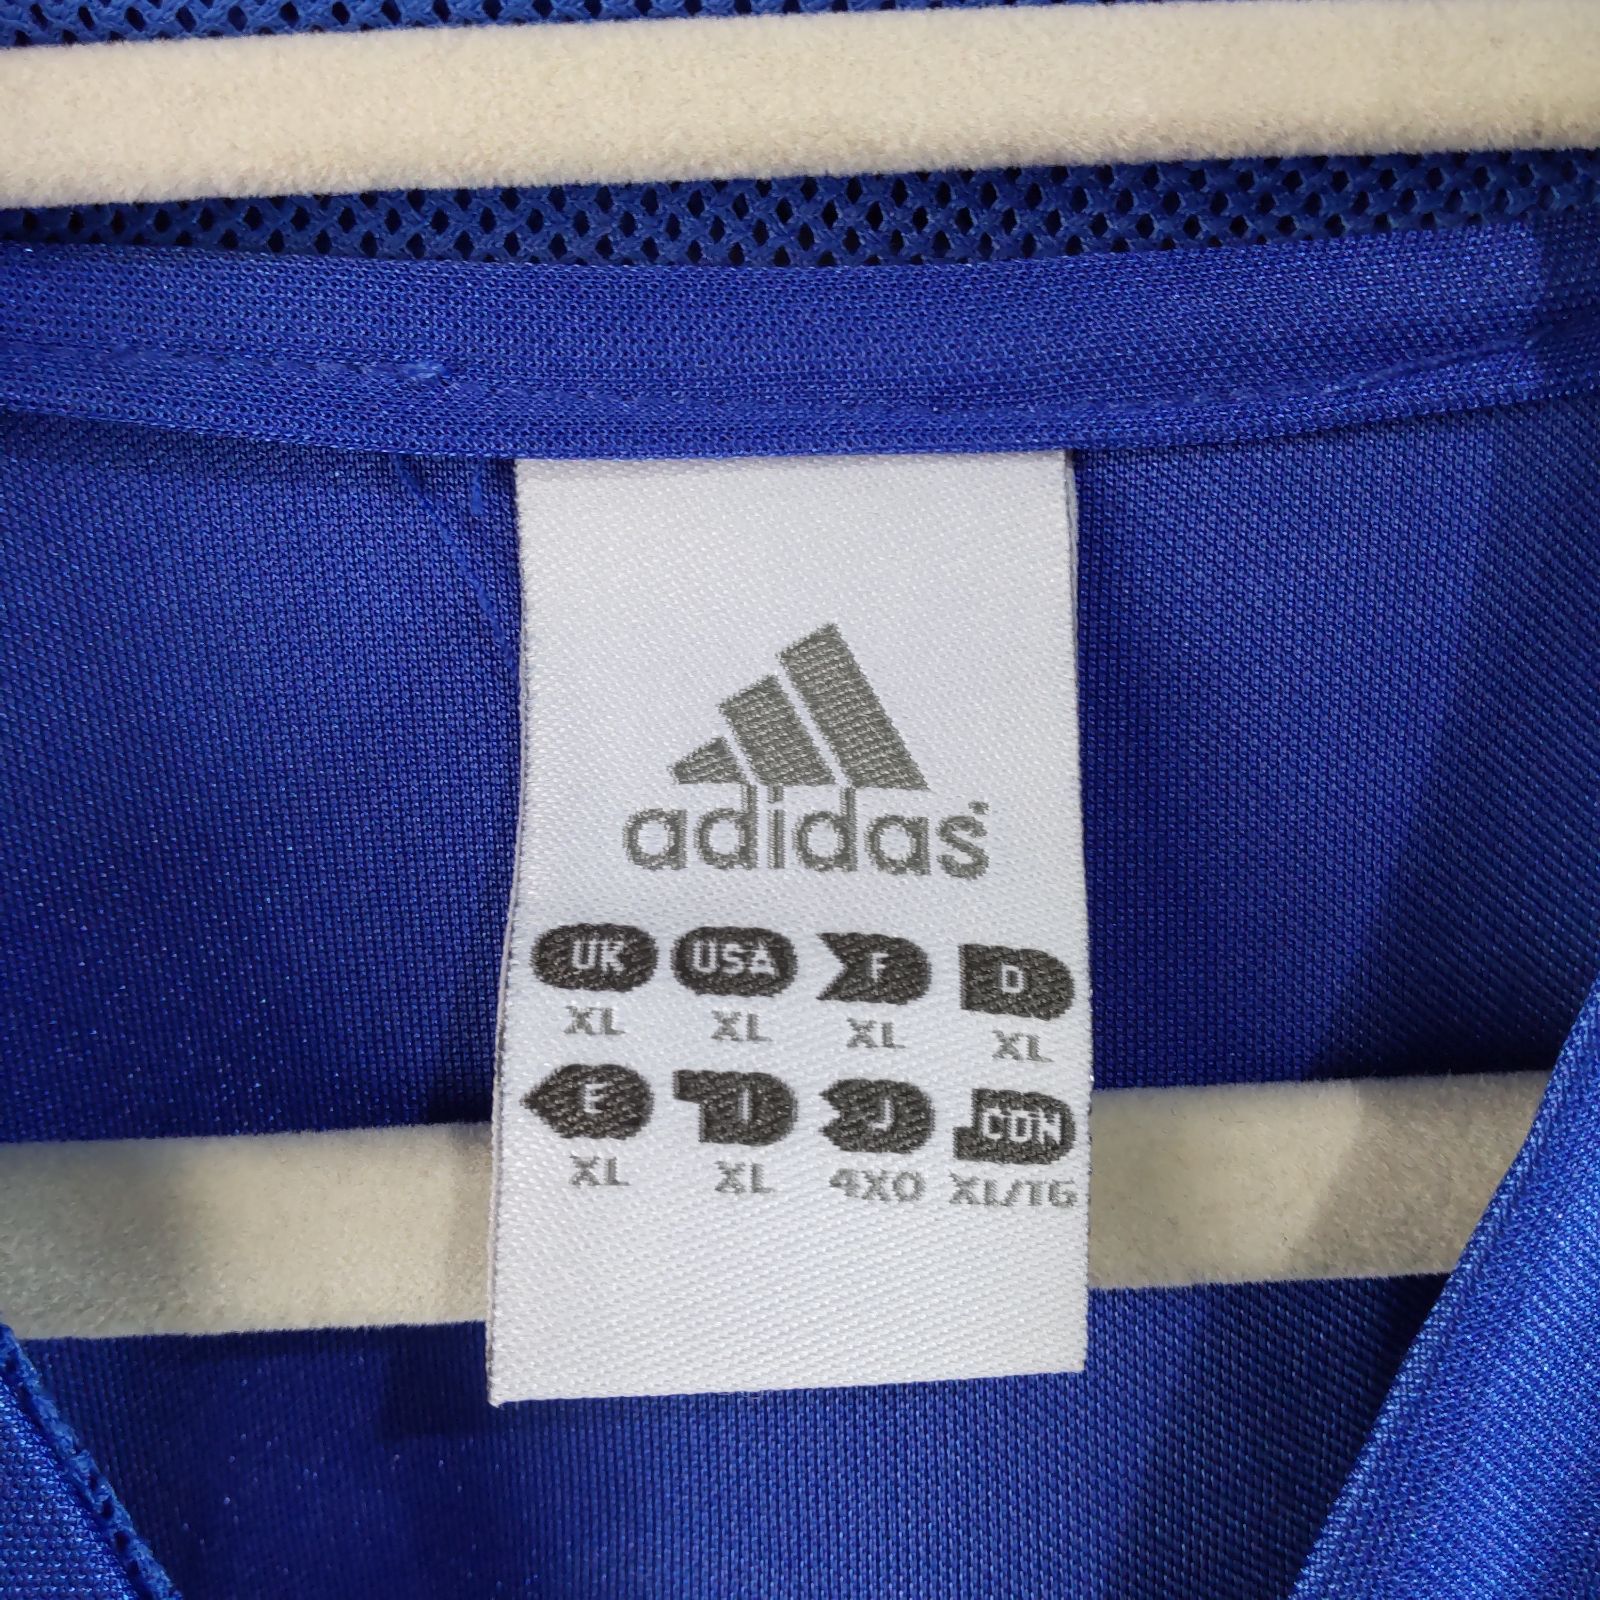 adidas
UK USA F D
XL XL XL XL
E I J CDN
XL XL 4XO XL/TG